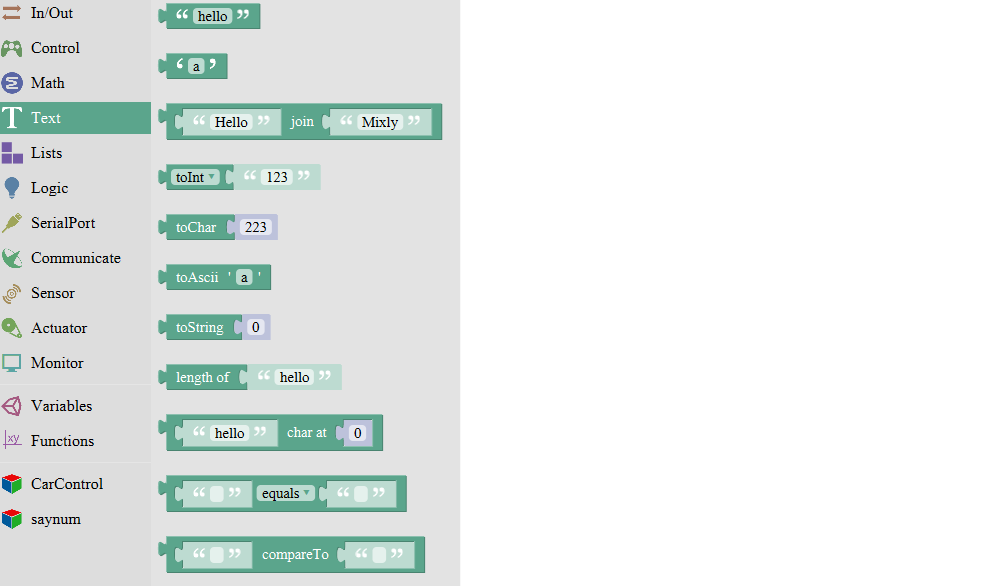 In/Out
Control
Math
Text
Lists
Logic
SerialPort
Communicate
Sensor
Actuator
Monitor
Variables
Functions
CarControl
saynum
“ hello ”
‘ a ’
“ Hello ” join “ Mixly ”
toInt “ 123 ”
toChar 223
toAscii ' a '
toString 0
length of “ hello ”
“ hello ” char at 0
“ ” equals “ ”
“ ” compareTo “ ”